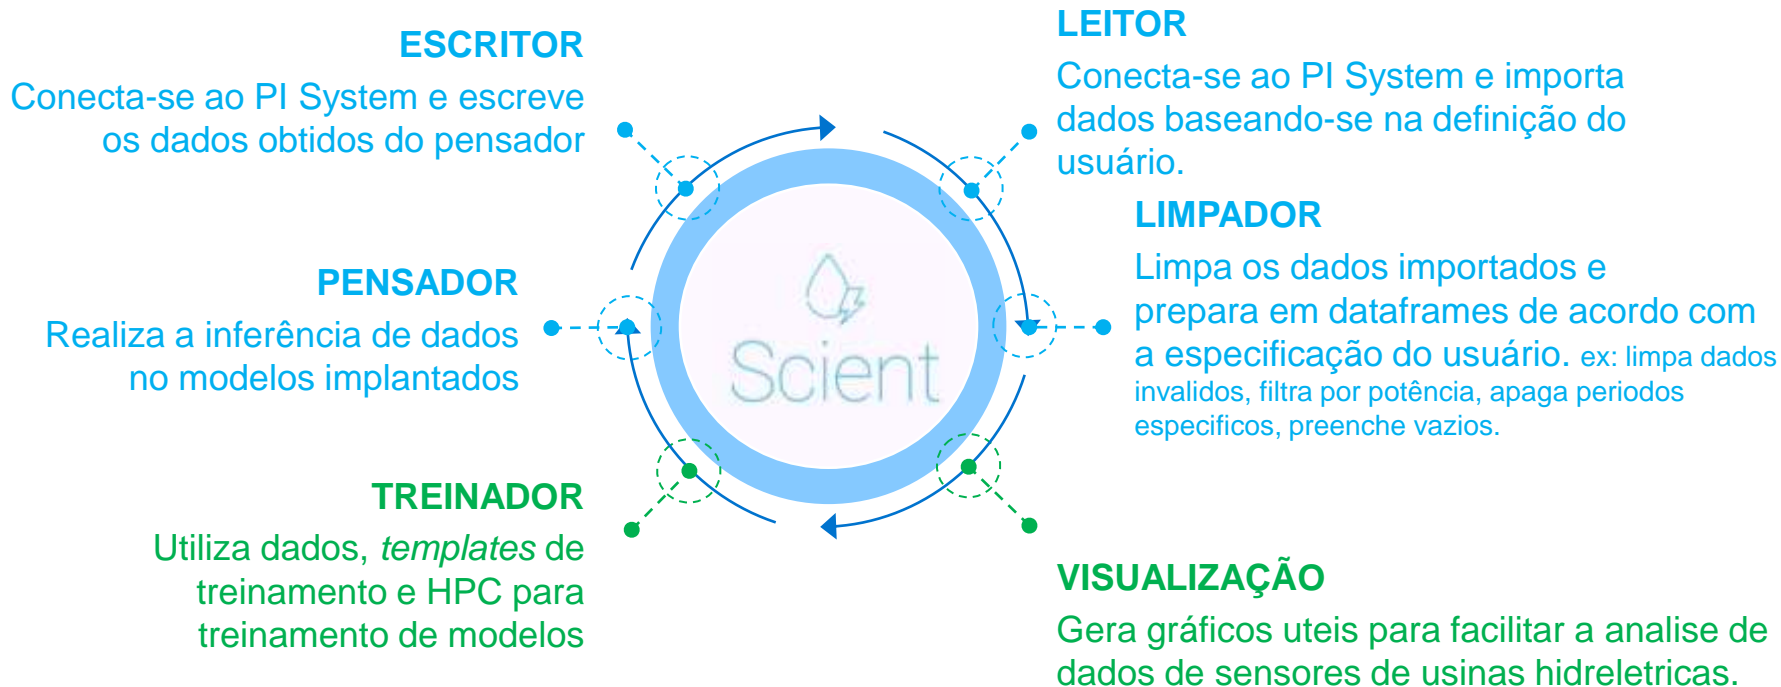 ESCRITOR
Conecta-se ao PI System e escreve
os dados obtidos do pensador
LEITOR
Conecta-se ao PI System e importa
dados baseando-se na definição do
usuário.
LIMPADOR
Limpa os dados importados e
prepara em dataframes de acordo com
a especificação do usuário. ex: limpa dados
invalidos, filtra por potência, apaga periodos
especificos, preenche vazios.
PENSADOR
Realiza a inferência de dados
no modelos implantados
Scient
TREINADOR
Utiliza dados, templates de
treinamento e HPC para
treinamento de modelos
VISUALIZAÇÃO
Gera gráficos uteis para facilitar a analise de
dados de sensores de usinas hidreletricas.